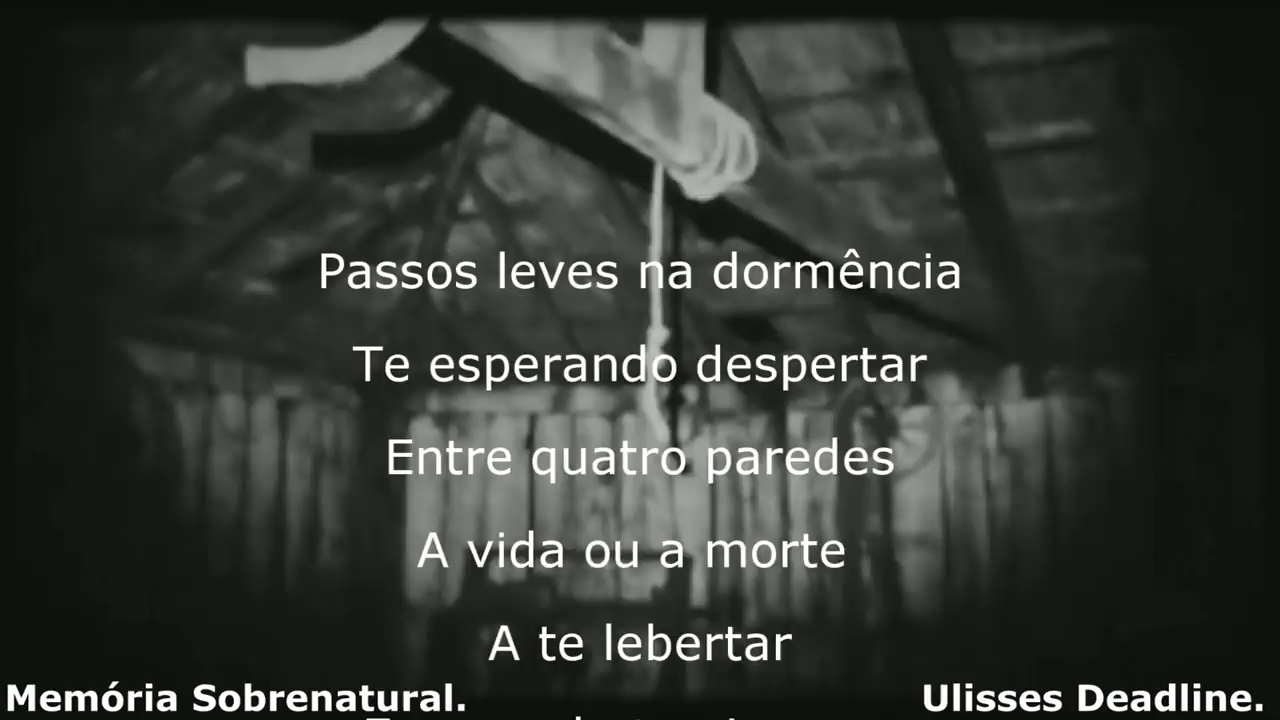 Passos leves na dormência
Te esperando despertar
Entre quatro paredes
A vida ou a morte
A te lebertar
Memória Sobrenatural.
Ulisses Deadline.